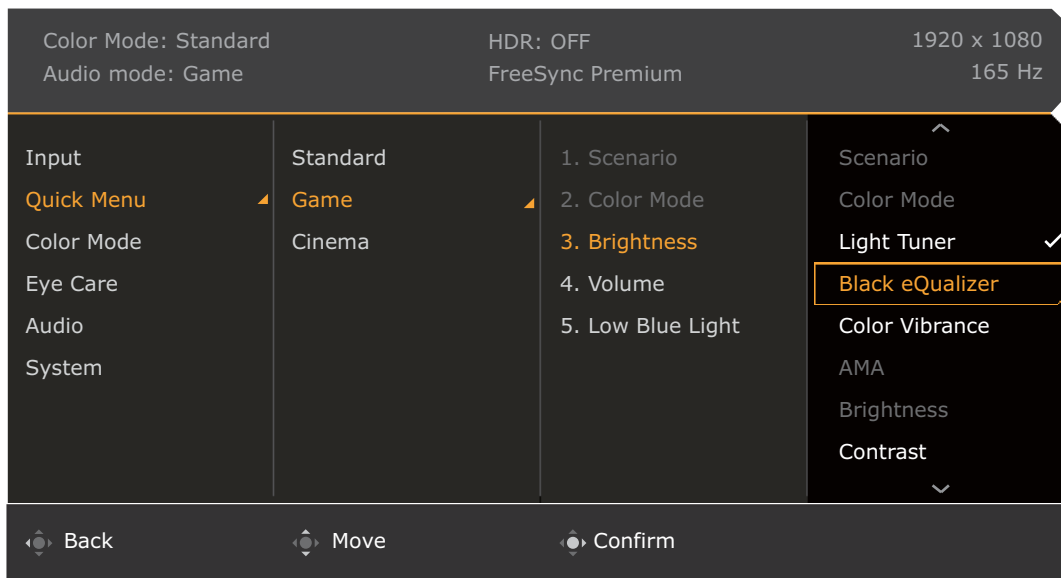 Color Mode: Standard
Audio mode: Game
HDR: OFF
FreeSync Premium
1920 x 1080
165 Hz
Input
Quick Menu
Color Mode
Eye Care
Audio
System
Standard
Game
Cinema
1. Scenario
2. Color Mode
3. Brightness
4. Volume
5. Low Blue Light
Scenario
Color Mode
Light Tuner
Black eQualizer
Color Vibrance
AMA
Brightness
Contrast
Back
Move
Confirm